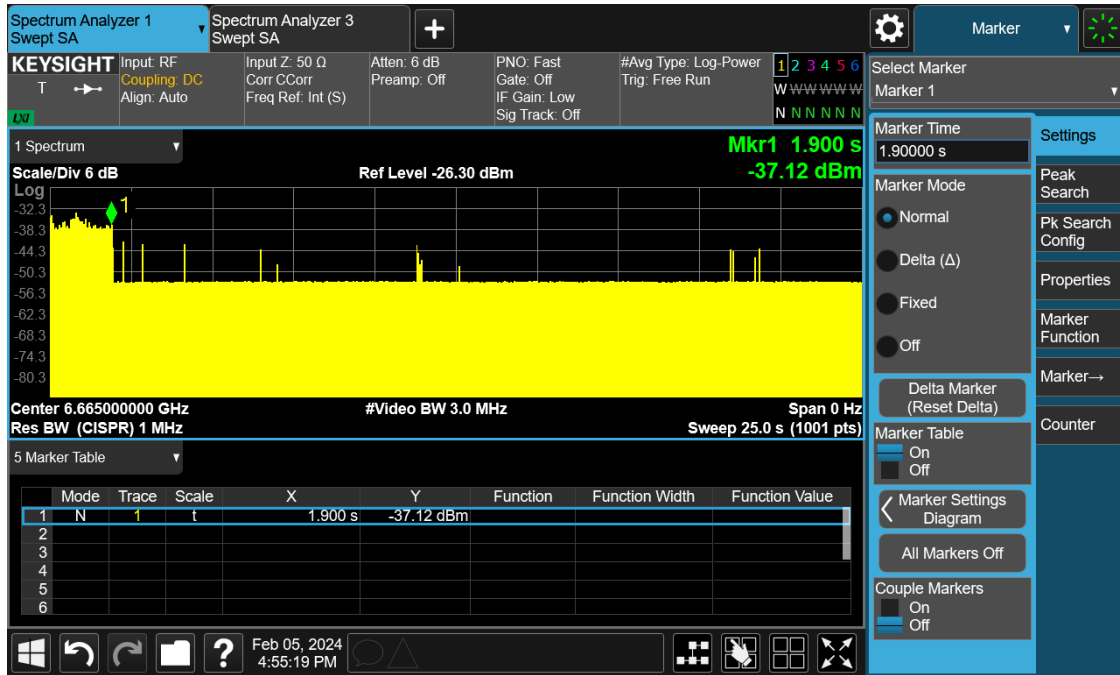 Spectrum Analyzer 1
Swept SA
Spectrum Analyzer 3
Swept SA
Marker
KEYSIGHT
T
LXI
Input: RF
Coupling: DC
Align: Auto
Input Z: 50 Ω
Corr CCorr
Freq Ref: Int (S)
Atten: 6 dB
Preamp: Off
PNO: Fast
Gate: Off
IF Gain: Low
Sig Track: Off
#Avg Type: Log-Power
Trig: Free Run
1 2 3 4 5 6
W W W W W W
N N N N N N
Select Marker
Marker 1
1 Spectrum
Mkr1 1.900 s
-37.12 dBm
Scale/Div 6 dB
Ref Level -26.30 dBm
Log
1
-32.3
-38.3
-44.3
-50.3
-56.3
-62.3
-68.3
-74.3
-80.3
Center 6.665000000 GHz
#Video BW 3.0 MHz
Span 0 Hz
Res BW (CISPR) 1 MHz
Sweep 25.0 s (1001 pts)
5 Marker Table
Mode Trace Scale X Y Function Function Width Function Value
1 N 1 t 1.900 s -37.12 dBm
2
3
4
5
6
Marker Time
1.90000 s
Marker Mode
Normal
Delta (Δ)
Fixed
Off
Delta Marker
(Reset Delta)
Marker Table
On
Off
Marker Settings
Diagram
All Markers Off
Couple Markers
On
Off
Settings
Peak
Search
Pk Search
Config
Properties
Marker
Function
Marker→
Counter
?
Feb 05, 2024
4:55:19 PM